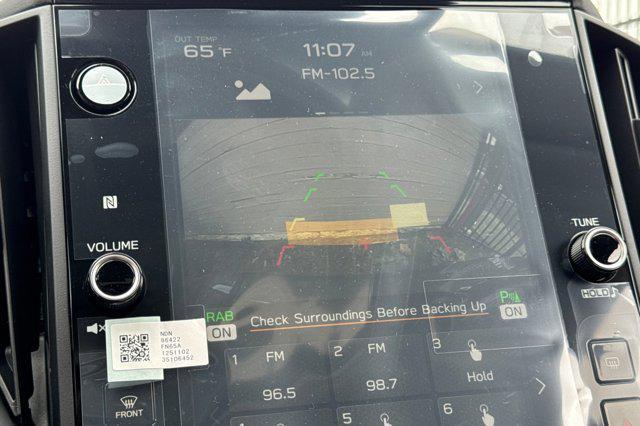 OUT TEMP
65°F
11:07 AM
FM-102.5
N
VOLUME
TUNE
HOLD
RAB
ON
Check Surroundings Before Backing Up
P
ON
NDN
86422
FN65A
1251102
35106452
1 FM
96.5
2 FM
98.7
3
Hold
FRONT
4
5
6